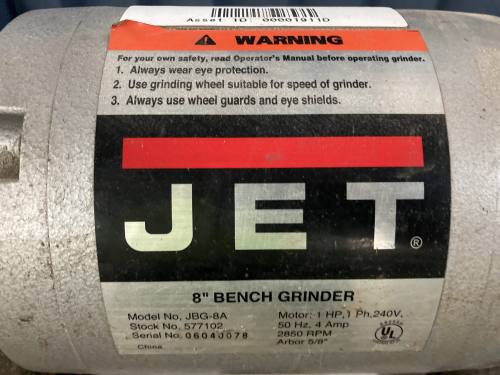 Asset ID: 00001911D
WARNING
For your own safety, read Operator's Manual before operating grinder.
1. Always wear eye protection.
2. Use grinding wheel suitable for speed of grinder.
3. Always use wheel guards and eye shields.
JET®
8" BENCH GRINDER
Model No. JBG-8A
Stock No. 577102
Serial No. 0604J078
China
Motor: 1 HP,1 Ph,240V,
50 Hz, 4 Amp
2850 RPM
Arbor 5/8"
UL